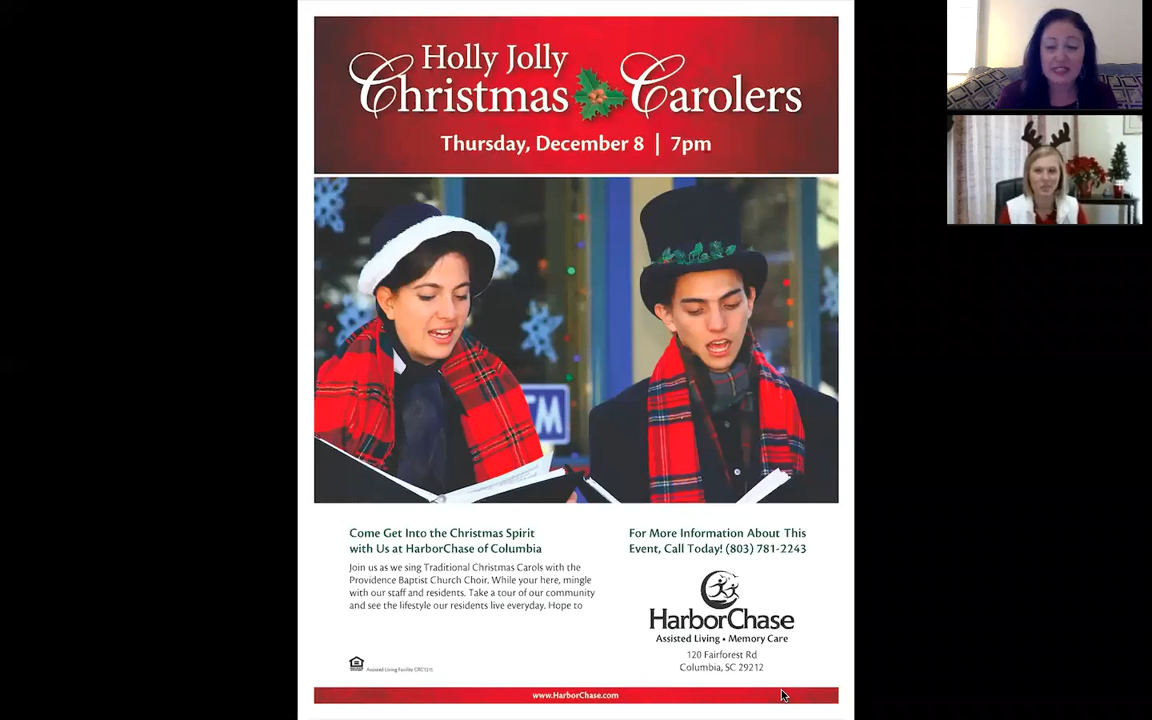 Holly Jolly
Christmas Carolers
Thursday, December 8 | 7pm
TM
Come Get Into the Christmas Spirit
with Us at HarborChase of Columbia
Join us as we sing Traditional Christmas Carols with the
Providence Baptist Church Choir. While your here, mingle
with our staff and residents. Take a tour of our community
and see the lifestyle our residents live everyday. Hope to
For More Information About This
Event, Call Today! (803) 781-2243
HarborChase
Assisted Living • Memory Care
120 Fairforest Rd
Columbia, SC 29212
Assisted Living Facility
www.HarborChase.com